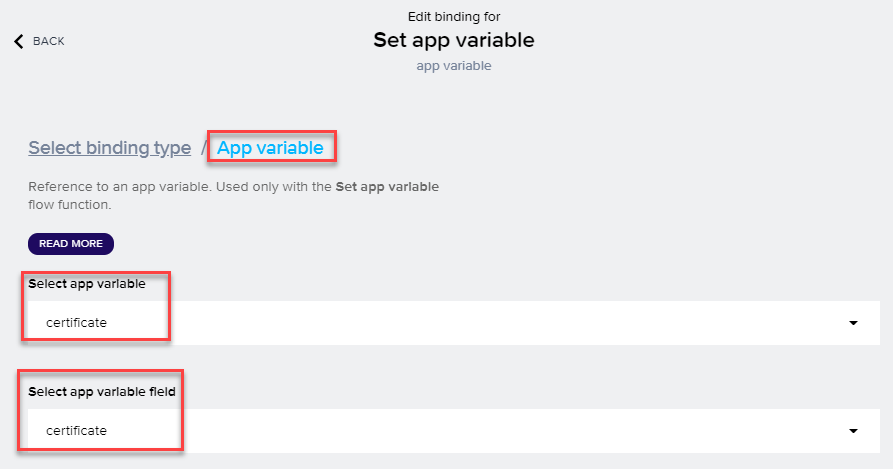 Edit binding for
BACK
Set app variable
app variable
Select binding type / App variable
Reference to an app variable. Used only with the Set app variable
flow function.
READ MORE
Select app variable
certificate
Select app variable field
certificate